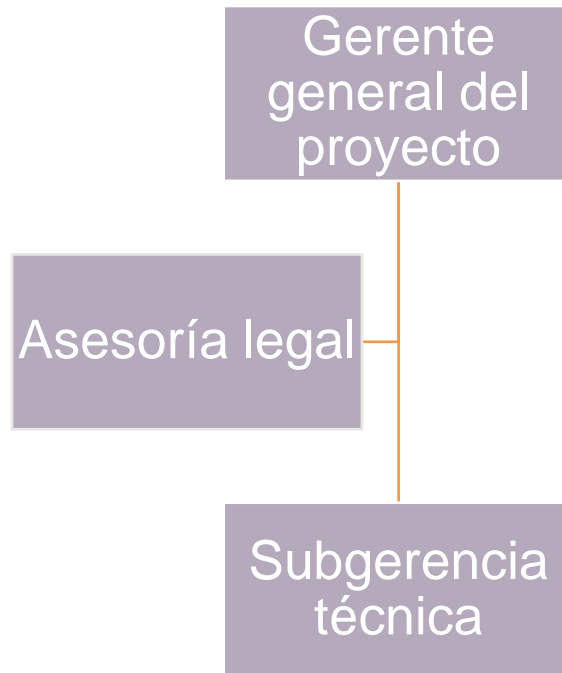 Gerente
general del
proyecto
Asesoría legal
Subgerencia
técnica